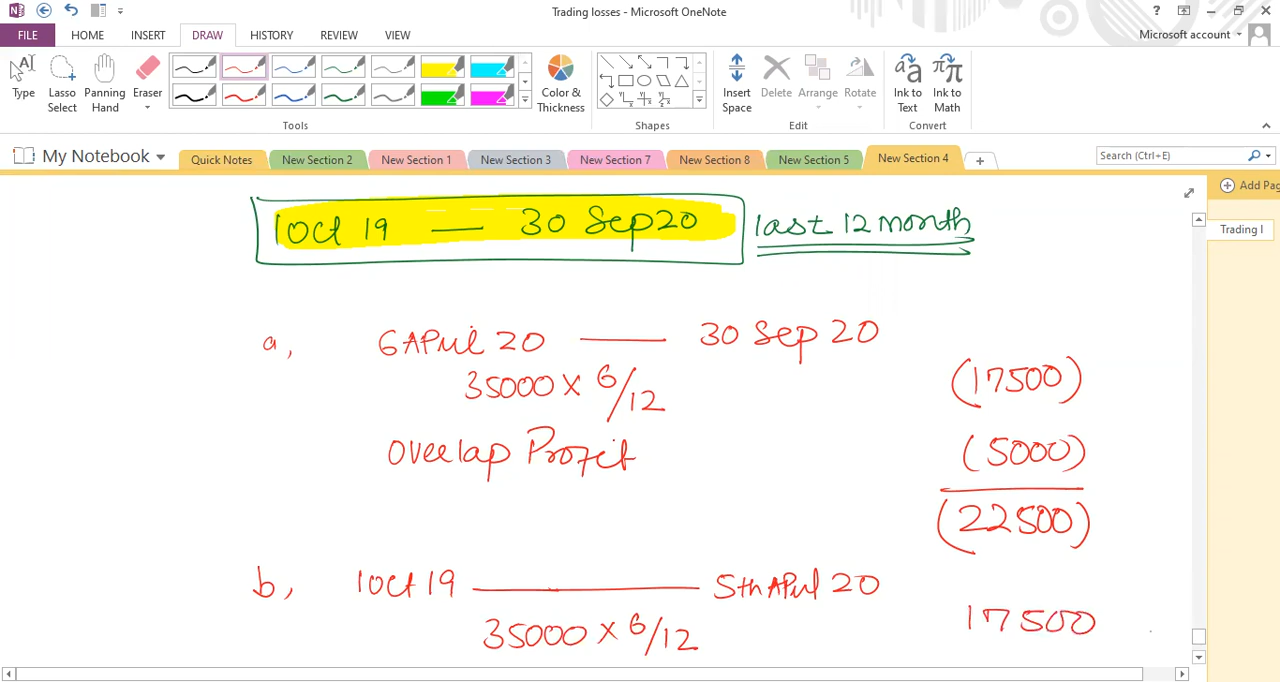 Trading losses - Microsoft OneNote
Microsoft account
FILE HOME INSERT DRAW HISTORY REVIEW VIEW
Type Lasso Select Panning Hand Eraser Color & Thickness Insert Space Delete Arrange Rotate Ink to Text Ink to Math
Tools Shapes Edit Convert
My Notebook Quick Notes New Section 2 New Section 1 New Section 3 New Section 7 New Section 8 New Section 5 New Section 4 Search (Ctrl+E)
Add Pag
Trading l
1 Oct 19 — 30 Sep 20 last 12 month
a, 6 APril 20 — 30 Sep 20
35000 x 6/12 (17500)
Overlap Profit (5000)
(22500)
b, 1 Oct 19 — 5th APril 20
35000 x 6/12 17500